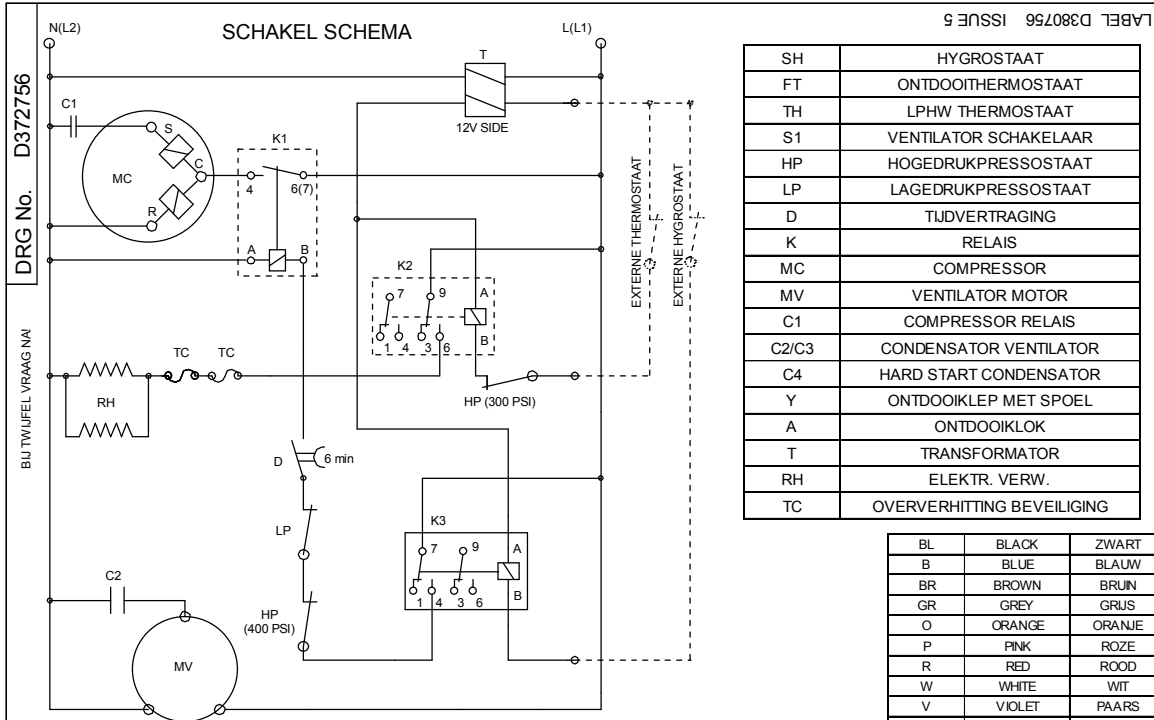 LABEL D380756 ISSUE 5
DRG No. D372756
BIJ TWIJFEL VRAAG NA!
SCHAKEL SCHEMA
N(L2)
L(L1)
T
12V SIDE
C1
S
MC
C
R
K1
4
6(7)
A
B
EXTERNE THERMOSTAAT
EXTERNE HYGROSTAAT
K2
7
9
A
1
4
3
6
B
HP (300 PSI)
TC
TC
RH
D
6 min
LP
HP
(400 PSI)
K3
7
9
A
1
4
3
6
B
C2
MV
SH HYGROSTAAT
FT ONTDOOITHERMOSTAAT
TH LPHW THERMOSTAAT
S1 VENTILATOR SCHAKELAAR
HP HOGEDRUKPRESSOSTAAT
LP LAGEDRUKPRESSOSTAAT
D TIJDVERTRAGING
K RELAIS
MC COMPRESSOR
MV VENTILATOR MOTOR
C1 COMPRESSOR RELAIS
C2/C3 CONDENSATOR VENTILATOR
C4 HARD START CONDENSATOR
Y ONTDOOIKLEP MET SPOEL
A ONTDOOIKLOK
T TRANSFORMATOR
RH ELEKTR. VERW.
TC OVERVERHITTING BEVEILIGING
BL BLACK ZWART
B BLUE BLAUW
BR BROWN BRUIN
GR GREY GRIJS
O ORANGE ORANJE
P PINK ROZE
R RED ROOD
W WHITE WIT
V VIOLET PAARS